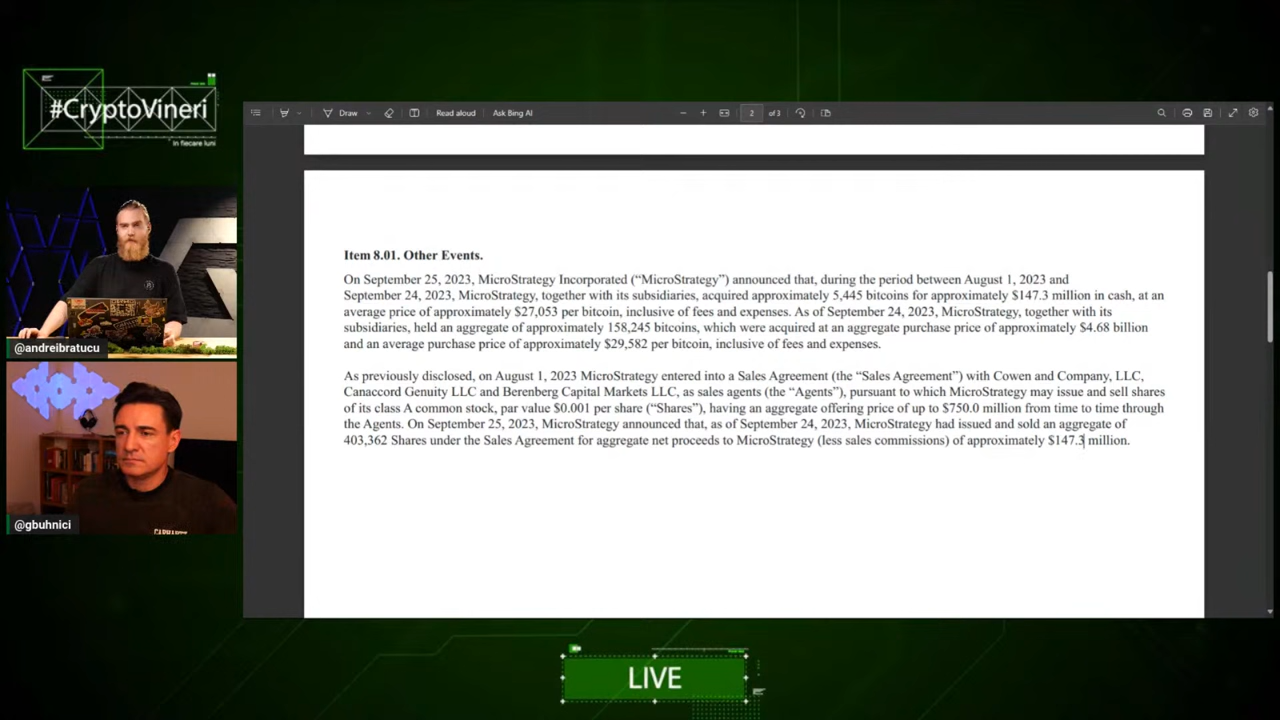 #CryptoVineri
In fiecare luni
Draw
Read aloud
Ask Bing AI
2
of 3
Item 8.01. Other Events.
On September 25, 2023, MicroStrategy Incorporated (“MicroStrategy”) announced that, during the period between August 1, 2023 and
September 24, 2023, MicroStrategy, together with its subsidiaries, acquired approximately 5,445 bitcoins for approximately $147.3 million in cash, at an
average price of approximately $27,053 per bitcoin, inclusive of fees and expenses. As of September 24, 2023, MicroStrategy, together with its
subsidiaries, held an aggregate of approximately 158,245 bitcoins, which were acquired at an aggregate purchase price of approximately $4.68 billion
and an average purchase price of approximately $29,582 per bitcoin, inclusive of fees and expenses.
As previously disclosed, on August 1, 2023 MicroStrategy entered into a Sales Agreement (the “Sales Agreement”) with Cowen and Company, LLC,
Canaccord Genuity LLC and Berenberg Capital Markets LLC, as sales agents (the “Agents”), pursuant to which MicroStrategy may issue and sell shares
of its class A common stock, par value $0.001 per share (“Shares”), having an aggregate offering price of up to $750.0 million from time to time through
the Agents. On September 25, 2023, MicroStrategy announced that, as of September 24, 2023, MicroStrategy had issued and sold an aggregate of
403,362 Shares under the Sales Agreement for aggregate net proceeds to MicroStrategy (less sales commissions) of approximately $147.3 million.
@andreibratucu
@gbuhnici
LIVE